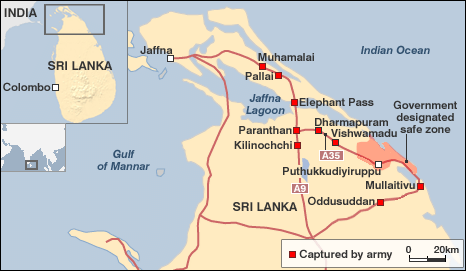 INDIA
SRI LANKA
Colombo
Jaffna
Muhamalai
Pallai
Indian Ocean
Jaffna
Lagoon
Elephant Pass
Government
designated
safe zone
Dharmapuram
Paranthan
Vishwamadu
Kilinochchi
A35
Gulf
of Mannar
Puthukkudiyiruppu
A9
Mullaitivu
SRI LANKA
Oddusuddan
Captured by army
0 20km